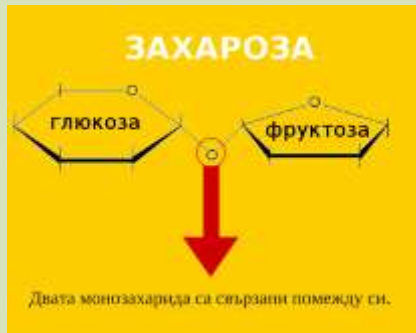 ЗАХАРОЗА
O
O
глюкоза
фруктоза
O
Двата монозахарида са свързани помежду си.